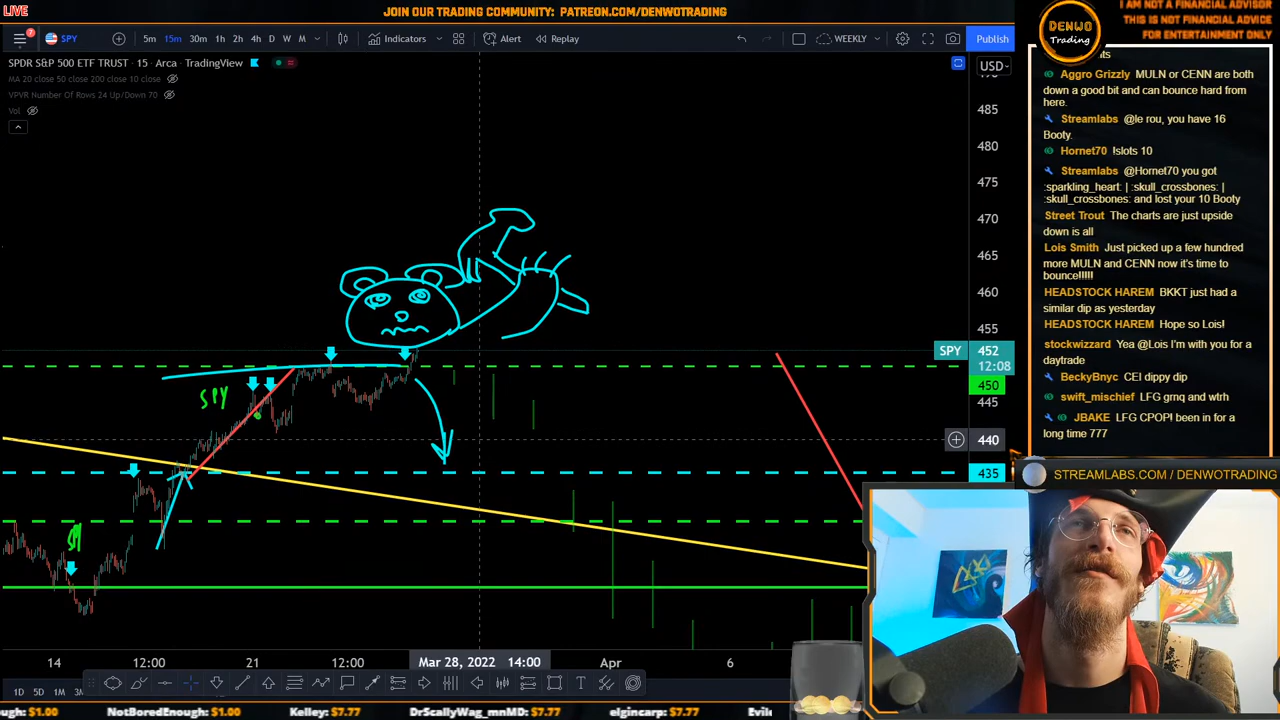 LIVE
JOIN OUR TRADING COMMUNITY: PATREON.COM/DENWOTRADING
I AM NOT A FINANCIAL ADVISOR
THIS IS NOT FINANCIAL ADVICE
FOR ENTERTAINMENT ONLY
DENWO
Trading
7
SPY
5m 15m 30m 1h 2h 4h D W M
Indicators
Alert
Replay
WEEKLY
Publish
SPDR S&P 500 ETF TRUST · 15 · Arca · TradingView
MA 20 close 50 close 200 close 10 close
VPVR Number Of Rows 24 Up/Down 70
Vol
USD
485
480
475
470
465
460
455
SPY 452
12:08
450
445
440
435
SPY
14 12:00 21 12:00 Mar 28, 2022 14:00 Apr 6
1D 5D 1M 3M
Aggro Grizzly MULN or CENN are both
down a good bit and can bounce hard from
here.
Streamlabs @le rou, you have 16
Booty.
Hornet70 !slots 10
Streamlabs @Hornet70 you got
:sparkling_heart: | :skull_crossbones: |
:skull_crossbones: and lost your 10 Booty
Street Trout The charts are just upside
down is all
Lois Smith Just picked up a few hundred
more MULN and CENN now it's time to
bounce!!!!!
HEADSTOCK HAREM BKKT just had a
similar dip as yesterday
HEADSTOCK HAREM Hope so Lois!
stockwizzard Yea @Lois I'm with you for a
daytrade
BeckyBnyc CEI dippy dip
swift_mischief LFG grnq and wtrh
JBAKE LFG CPOP! been in for a
long time 777
STREAMLABS.COM / DENWOTRADING
$1.00 NotBoredEnough: $1.00 Kelley: $7.77 DrScallyWag_mnMD: $7.77 elgincarp: $7.77